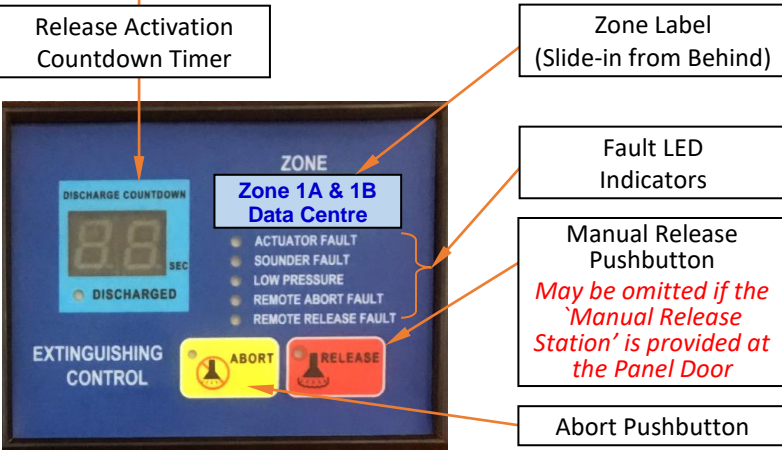 Release Activation
Countdown Timer
Zone Label
(Slide-in from Behind)
ZONE
Zone 1A & 1B
Data Centre
DISCHARGE COUNTDOWN
88
SEC
DISCHARGED
ACTUATOR FAULT
SOUNDER FAULT
LOW PRESSURE
REMOTE ABORT FAULT
REMOTE RELEASE FAULT
EXTINGUISHING
CONTROL
ABORT
RELEASE
Fault LED
Indicators
Manual Release
Pushbutton
May be omitted if the
`Manual Release
Station’ is provided at
the Panel Door
Abort Pushbutton